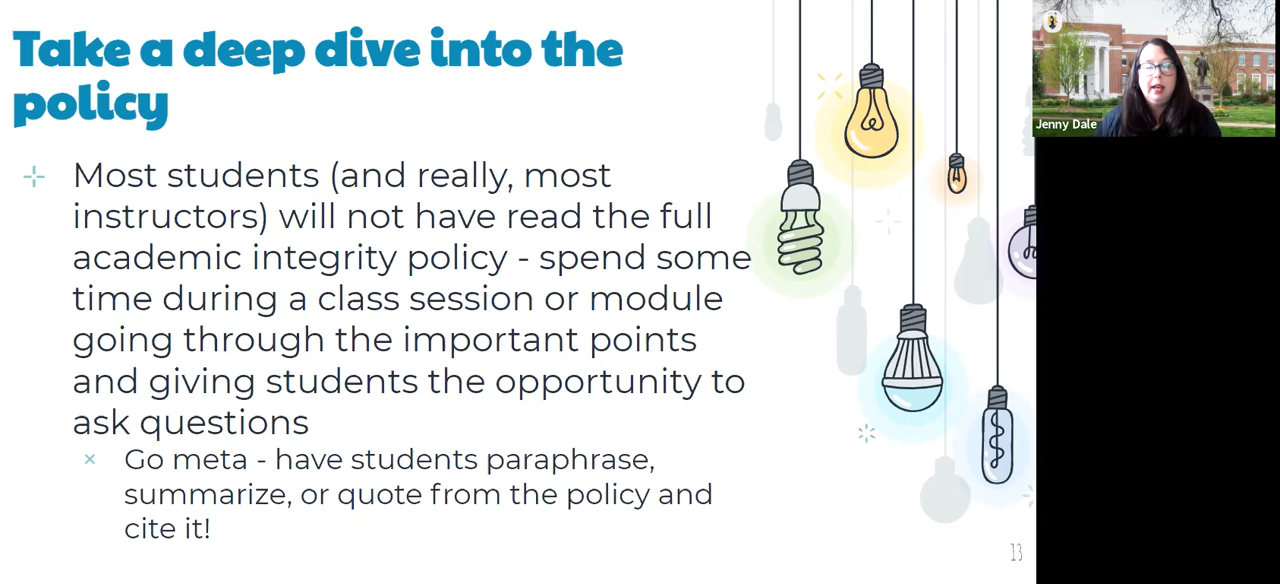 Take a deep dive into the
policy
Most students (and really, most
instructors) will not have read the full
academic integrity policy - spend some
time during a class session or module
going through the important points
and giving students the opportunity to
ask questions
Go meta - have students paraphrase,
summarize, or quote from the policy and
cite it!
13
Jenny Dale